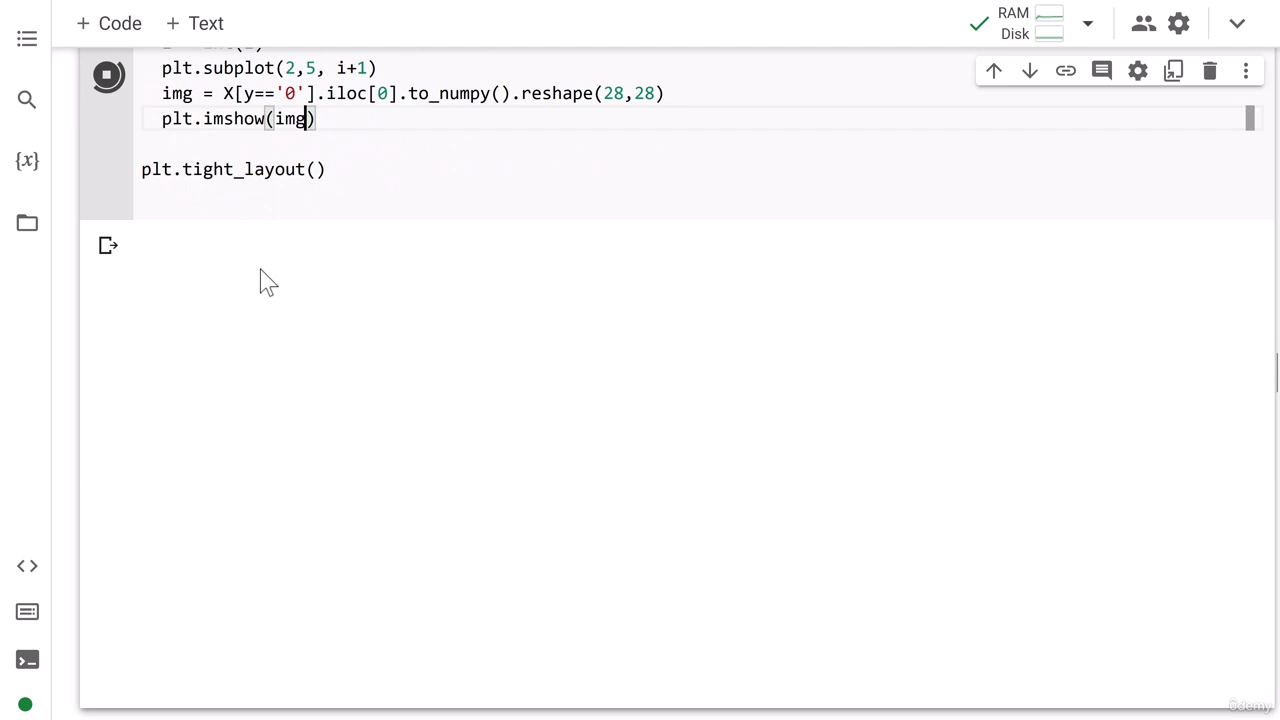 + Code + Text
RAM
Disk
plt.subplot(2,5, i+1)
img = X[y=='0'].iloc[0].to_numpy().reshape(28,28)
plt.imshow(img)
plt.tight_layout()
{x}
ûdemy